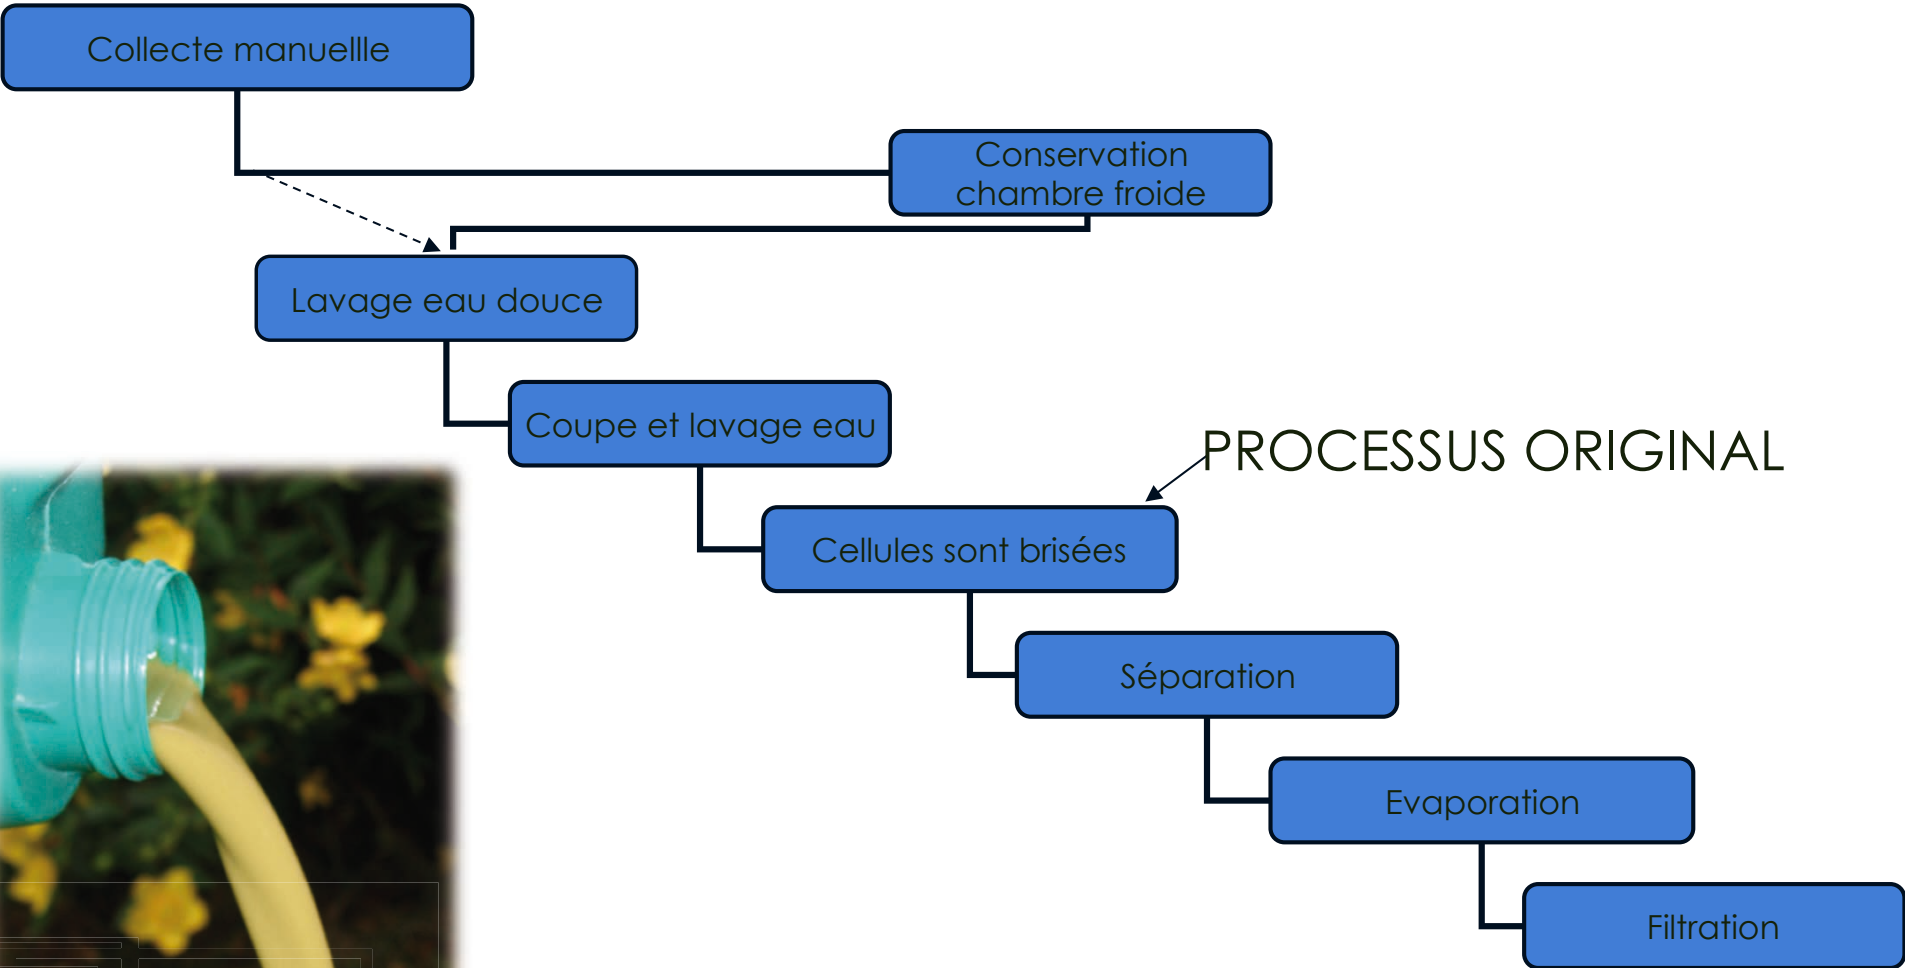 Collecte manuellle
Conservation
chambre froide
Lavage eau douce
Coupe et lavage eau
PROCESSUS ORIGINAL
Cellules sont brisées
Séparation
Evaporation
Filtration